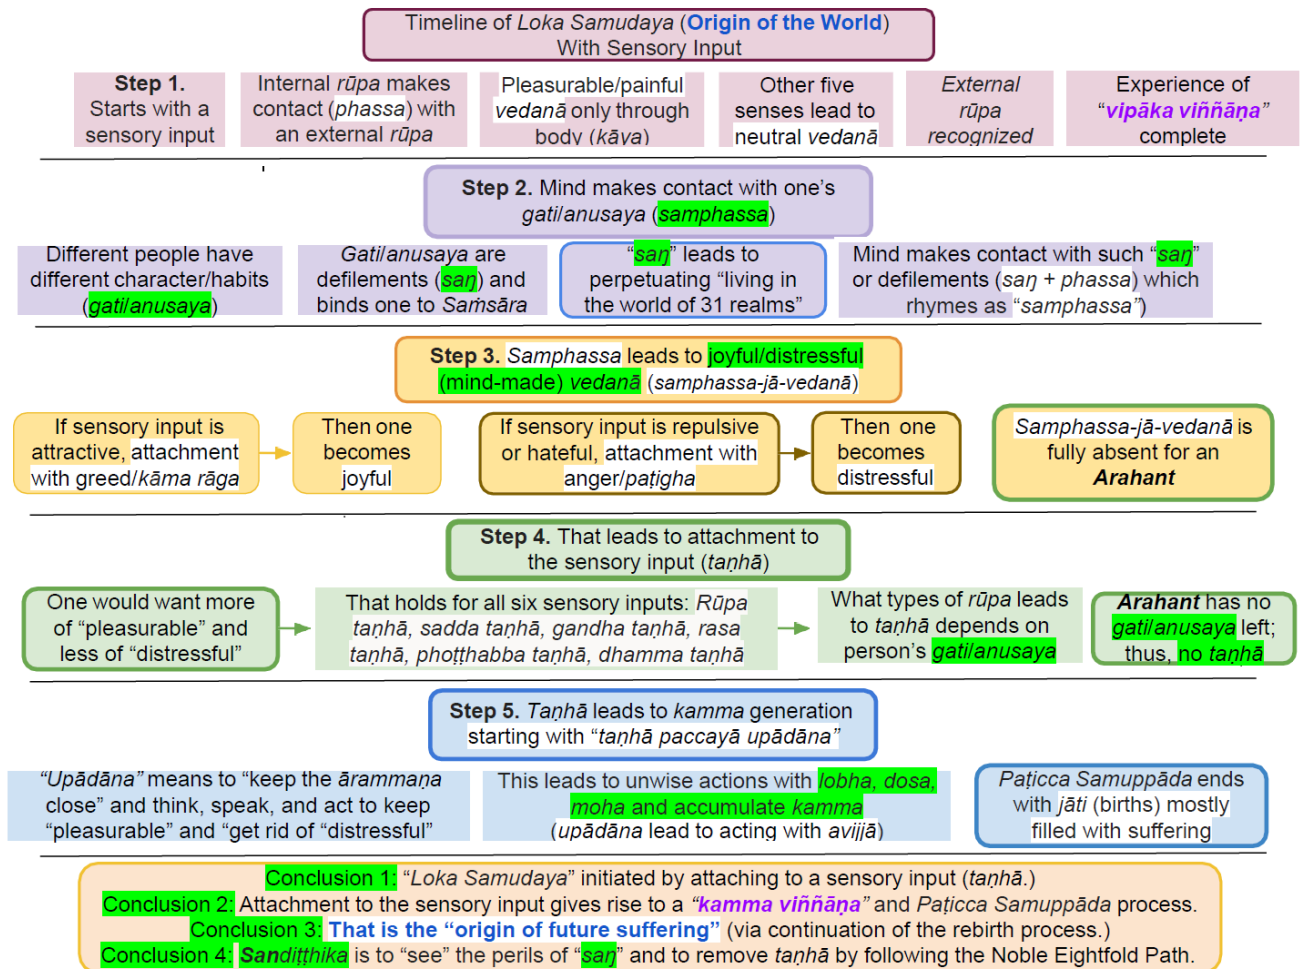 Timeline of Loka Samudaya (Origin of the World)
With Sensory Input
Step 1.
Starts with a
sensory input
Internal rūpa makes
contact (phassa) with
an external rūpa
Pleasurable/painful
vedanā only through
body (kāya)
Other five
senses lead to
neutral vedanā
External
rūpa
recognized
Experience of
“vipāka viññāṇa”
complete
Step 2. Mind makes contact with one’s
gati/anusaya (samphassa)
Different people have
different character/habits
(gati/anusaya)
Gati/anusaya are
defilements (saŋ) and
binds one to Saṁsāra
“saŋ” leads to
perpetuating “living in
the world of 31 realms”
Mind makes contact with such “saŋ”
or defilements (saŋ + phassa) which
rhymes as “samphassa”)
Step 3. Samphassa leads to joyful/distressful
(mind-made) vedanā (samphassa-jā-vedanā)
If sensory input is
attractive, attachment
with greed/kāma rāga
Then one
becomes
joyful
If sensory input is repulsive
or hateful, attachment with
anger/paṭigha
Then one
becomes
distressful
Samphassa-jā-vedanā is
fully absent for an
Arahant
Step 4. That leads to attachment to
the sensory input (taṇhā)
One would want more
of “pleasurable” and
less of “distressful”
That holds for all six sensory inputs: Rūpa
taṇhā, sadda taṇhā, gandha taṇhā, rasa
taṇhā, phoṭṭhabba taṇhā, dhamma taṇhā
What types of rūpa leads
to taṇhā depends on
person’s gati/anusaya
Arahant has no
gati/anusaya left;
thus, no taṇhā
Step 5. Taṇhā leads to kamma generation
starting with “taṇhā paccayā upādāna”
“Upādāna” means to “keep the ārammaṇa
close” and think, speak, and act to keep
“pleasurable” and “get rid of “distressful”
This leads to unwise actions with lobha, dosa,
moha and accumulate kamma
(upādāna lead to acting with avijjā)
Paṭicca Samuppāda ends
with jāti (births) mostly
filled with suffering
Conclusion 1: “Loka Samudaya” initiated by attaching to a sensory input (taṇhā.)
Conclusion 2: Attachment to the sensory input gives rise to a “kamma viññāṇa” and Paṭicca Samuppāda process.
Conclusion 3: That is the “origin of future suffering” (via continuation of the rebirth process.)
Conclusion 4: Sandiṭṭhika is to “see” the perils of “saŋ” and to remove taṇhā by following the Noble Eightfold Path.